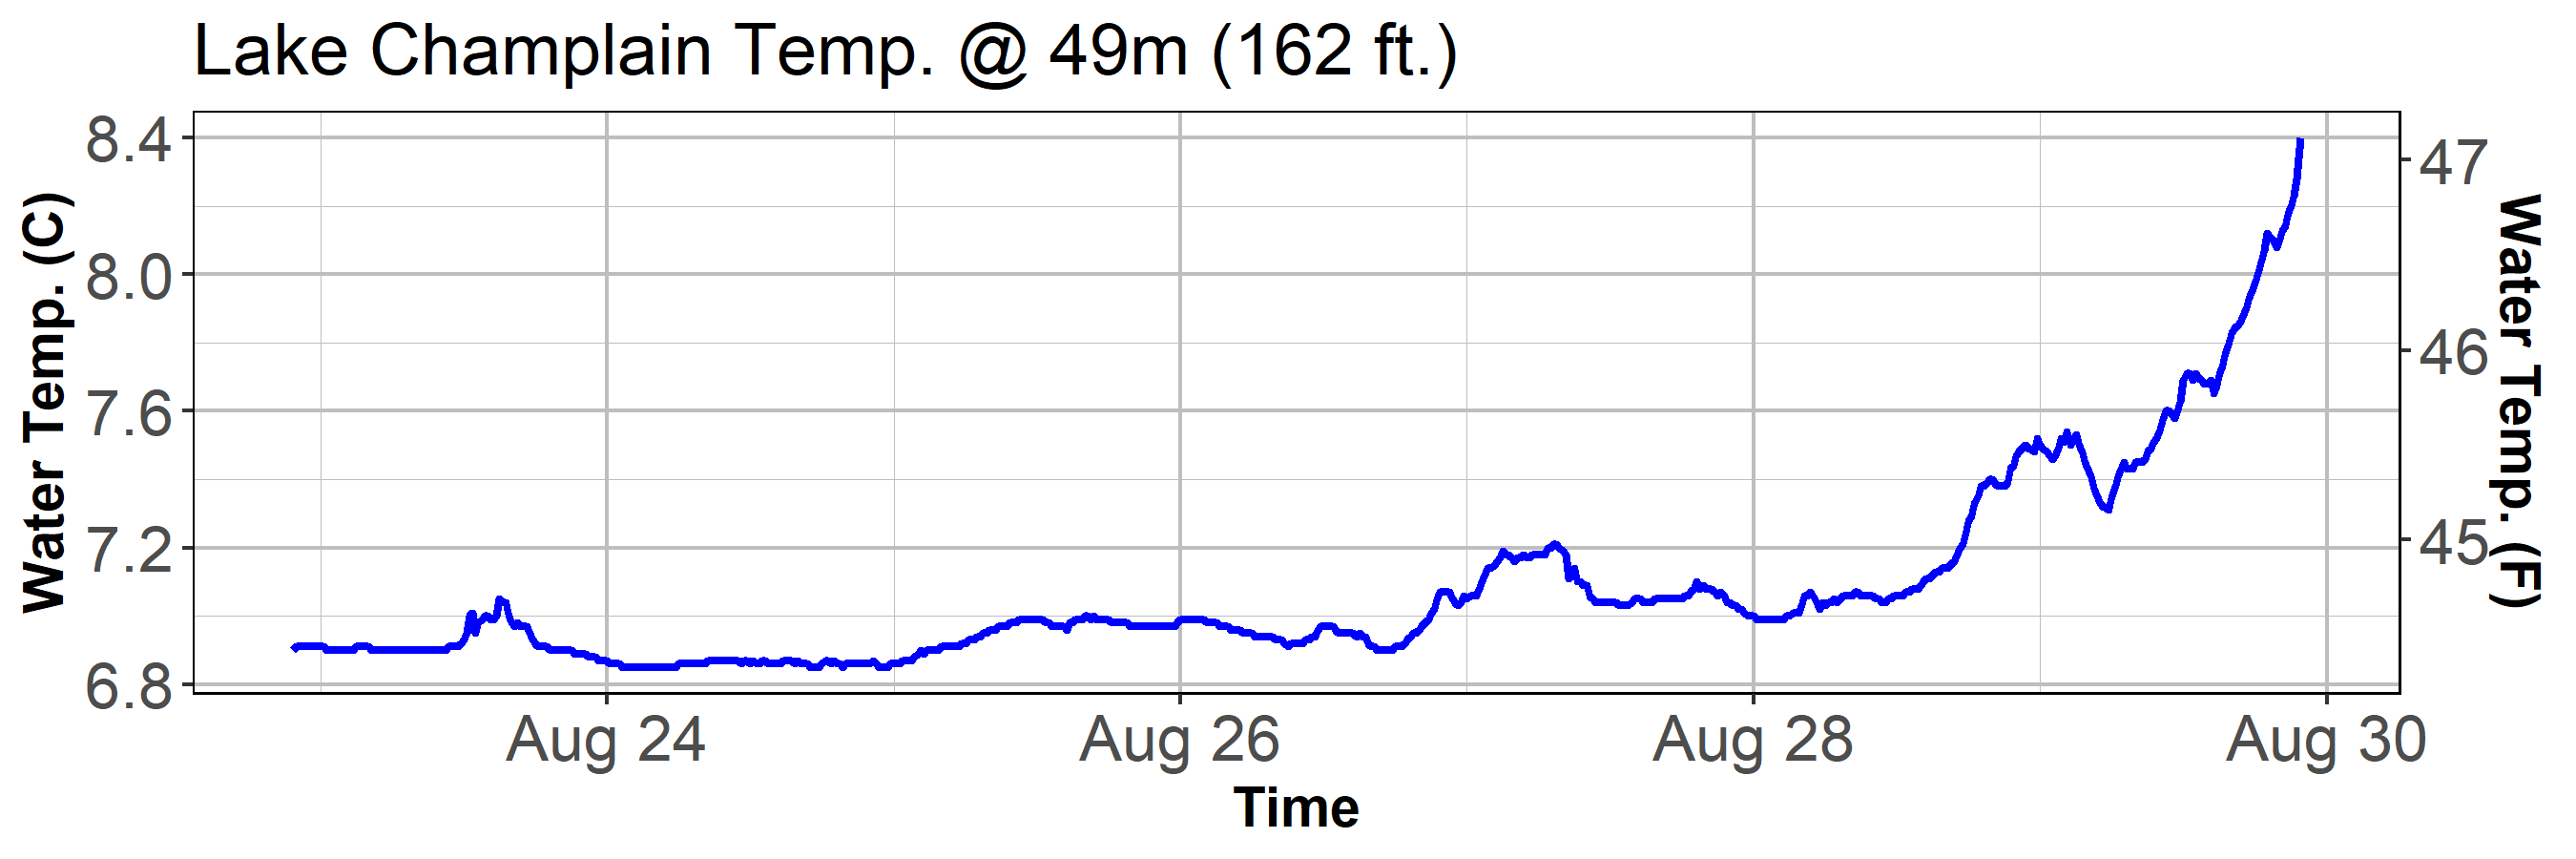 Lake Champlain Temp. @ 49m (162 ft.)
Water Temp. (C)
8.4
8.0
7.6
7.2
6.8
47
46
45
Water Temp. (F)
Aug 24 Aug 26 Aug 28 Aug 30
Time